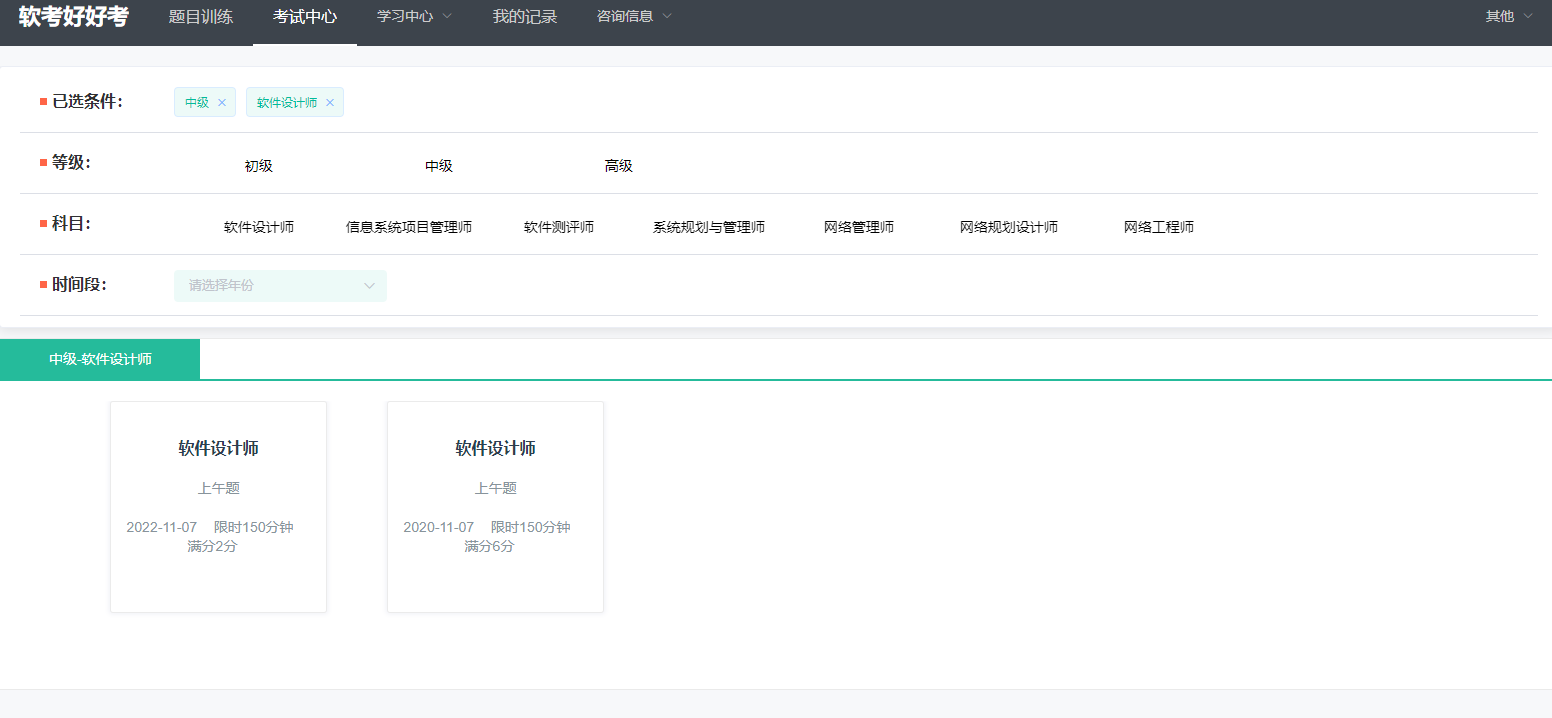 软考好好考 题目训练 考试中心 学习中心 我的记录 咨询信息 其他
已选条件: 中级 × 软件设计师 ×
等级: 初级 中级 高级
科目: 软件设计师 信息系统项目管理师 软件测评师 系统规划与管理师 网络管理师 网络规划设计师 网络工程师
时间段: 请选择年份
中级-软件设计师
软件设计师
上午题
2022-11-07 限时150分钟
满分2分
软件设计师
上午题
2020-11-07 限时150分钟
满分6分